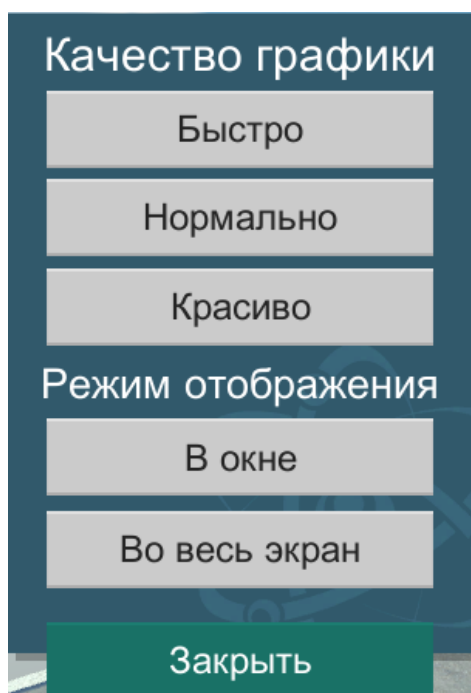 Качество графики
Быстро
Нормально
Красиво
Режим отображения
В окне
Во весь экран
Закрыть